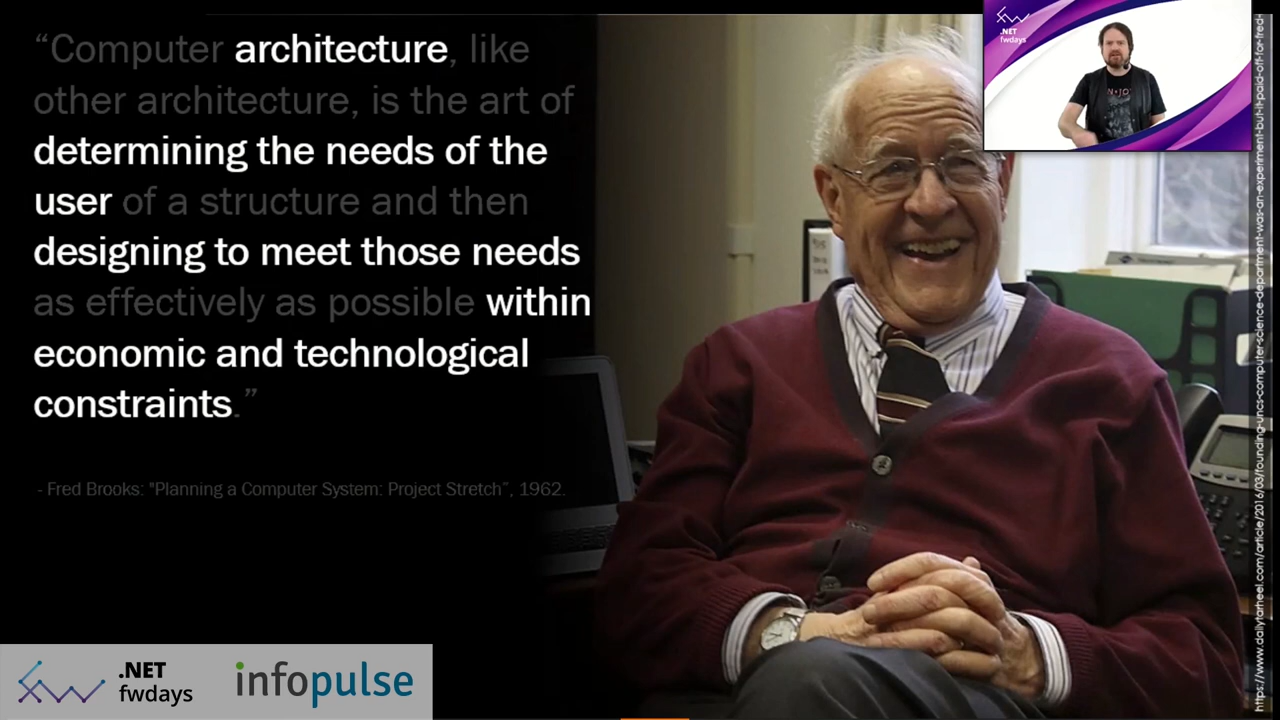 “Computer architecture, like
other architecture, is the art of
determining the needs of the
user of a structure and then
designing to meet those needs
as effectively as possible within
economic and technological
constraints.”
- Fred Brooks: "Planning a Computer System: Project Stretch”, 1962.
.NET
fwdays
N·JO
https://www.dailytarheel.com/article/2016/03/founding-uncs-computer-science-department-was-an-experiment-but-it-paid-off-for-fred-
.NET
fwdays
infopulse